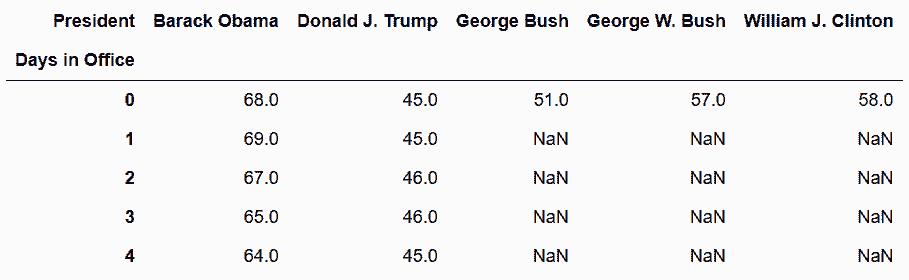 President Barack Obama Donald J. Trump George Bush George W. Bush William J. Clinton
Days in Office
0 68.0 45.0 51.0 57.0 58.0
1 69.0 45.0 NaN NaN NaN
2 67.0 46.0 NaN NaN NaN
3 65.0 46.0 NaN NaN NaN
4 64.0 45.0 NaN NaN NaN